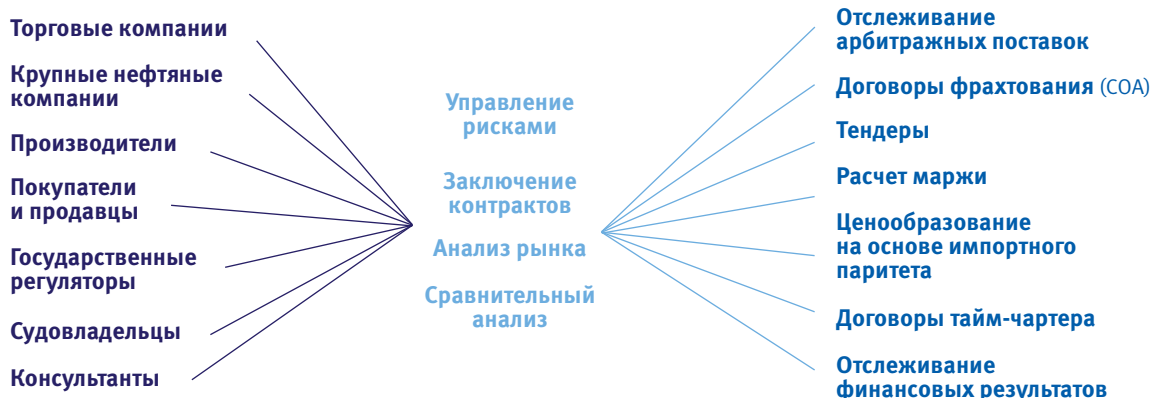 Торговые компании
Крупные нефтяные
компании
Производители
Покупатели
и продавцы
Государственные
регуляторы
Судовладельцы
Консультанты
Управление
рисками
Заключение
контрактов
Анализ рынка
Сравнительный
анализ
Отслеживание
арбитражных поставок
Договоры фрахтования (COA)
Тендеры
Расчет маржи
Ценообразование
на основе импортного
паритета
Договоры тайм-чартера
Отслеживание
финансовых результатов